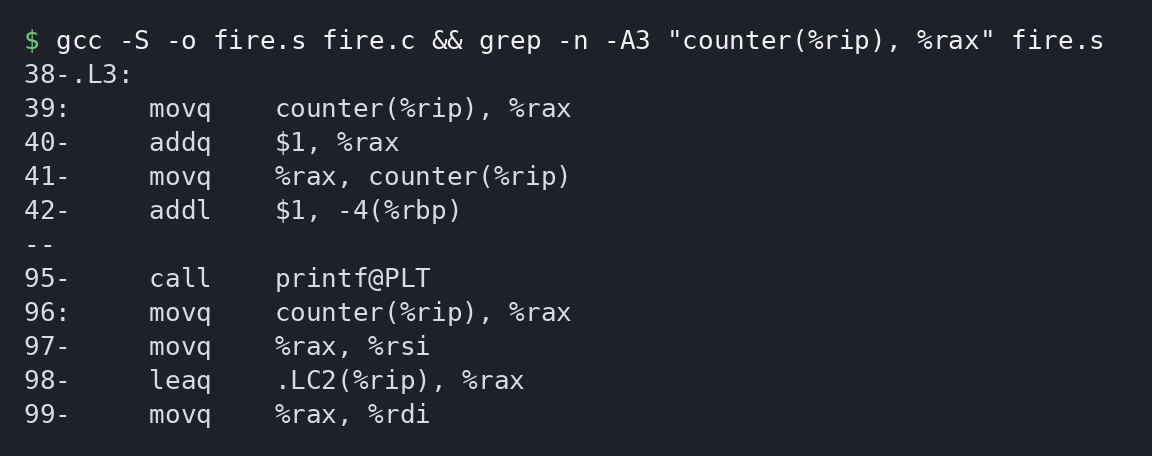 $ gcc -S -o fire.s fire.c && grep -n -A3 "counter(%rip), %rax" fire.s
38-.L3:
39:     movq    counter(%rip), %rax
40-     addq    $1, %rax
41-     movq    %rax, counter(%rip)
42-     addl    $1, -4(%rbp)
--
95-     call    printf@PLT
96:     movq    counter(%rip), %rax
97-     movq    %rax, %rsi
98-     leaq    .LC2(%rip), %rax
99-     movq    %rax, %rdi